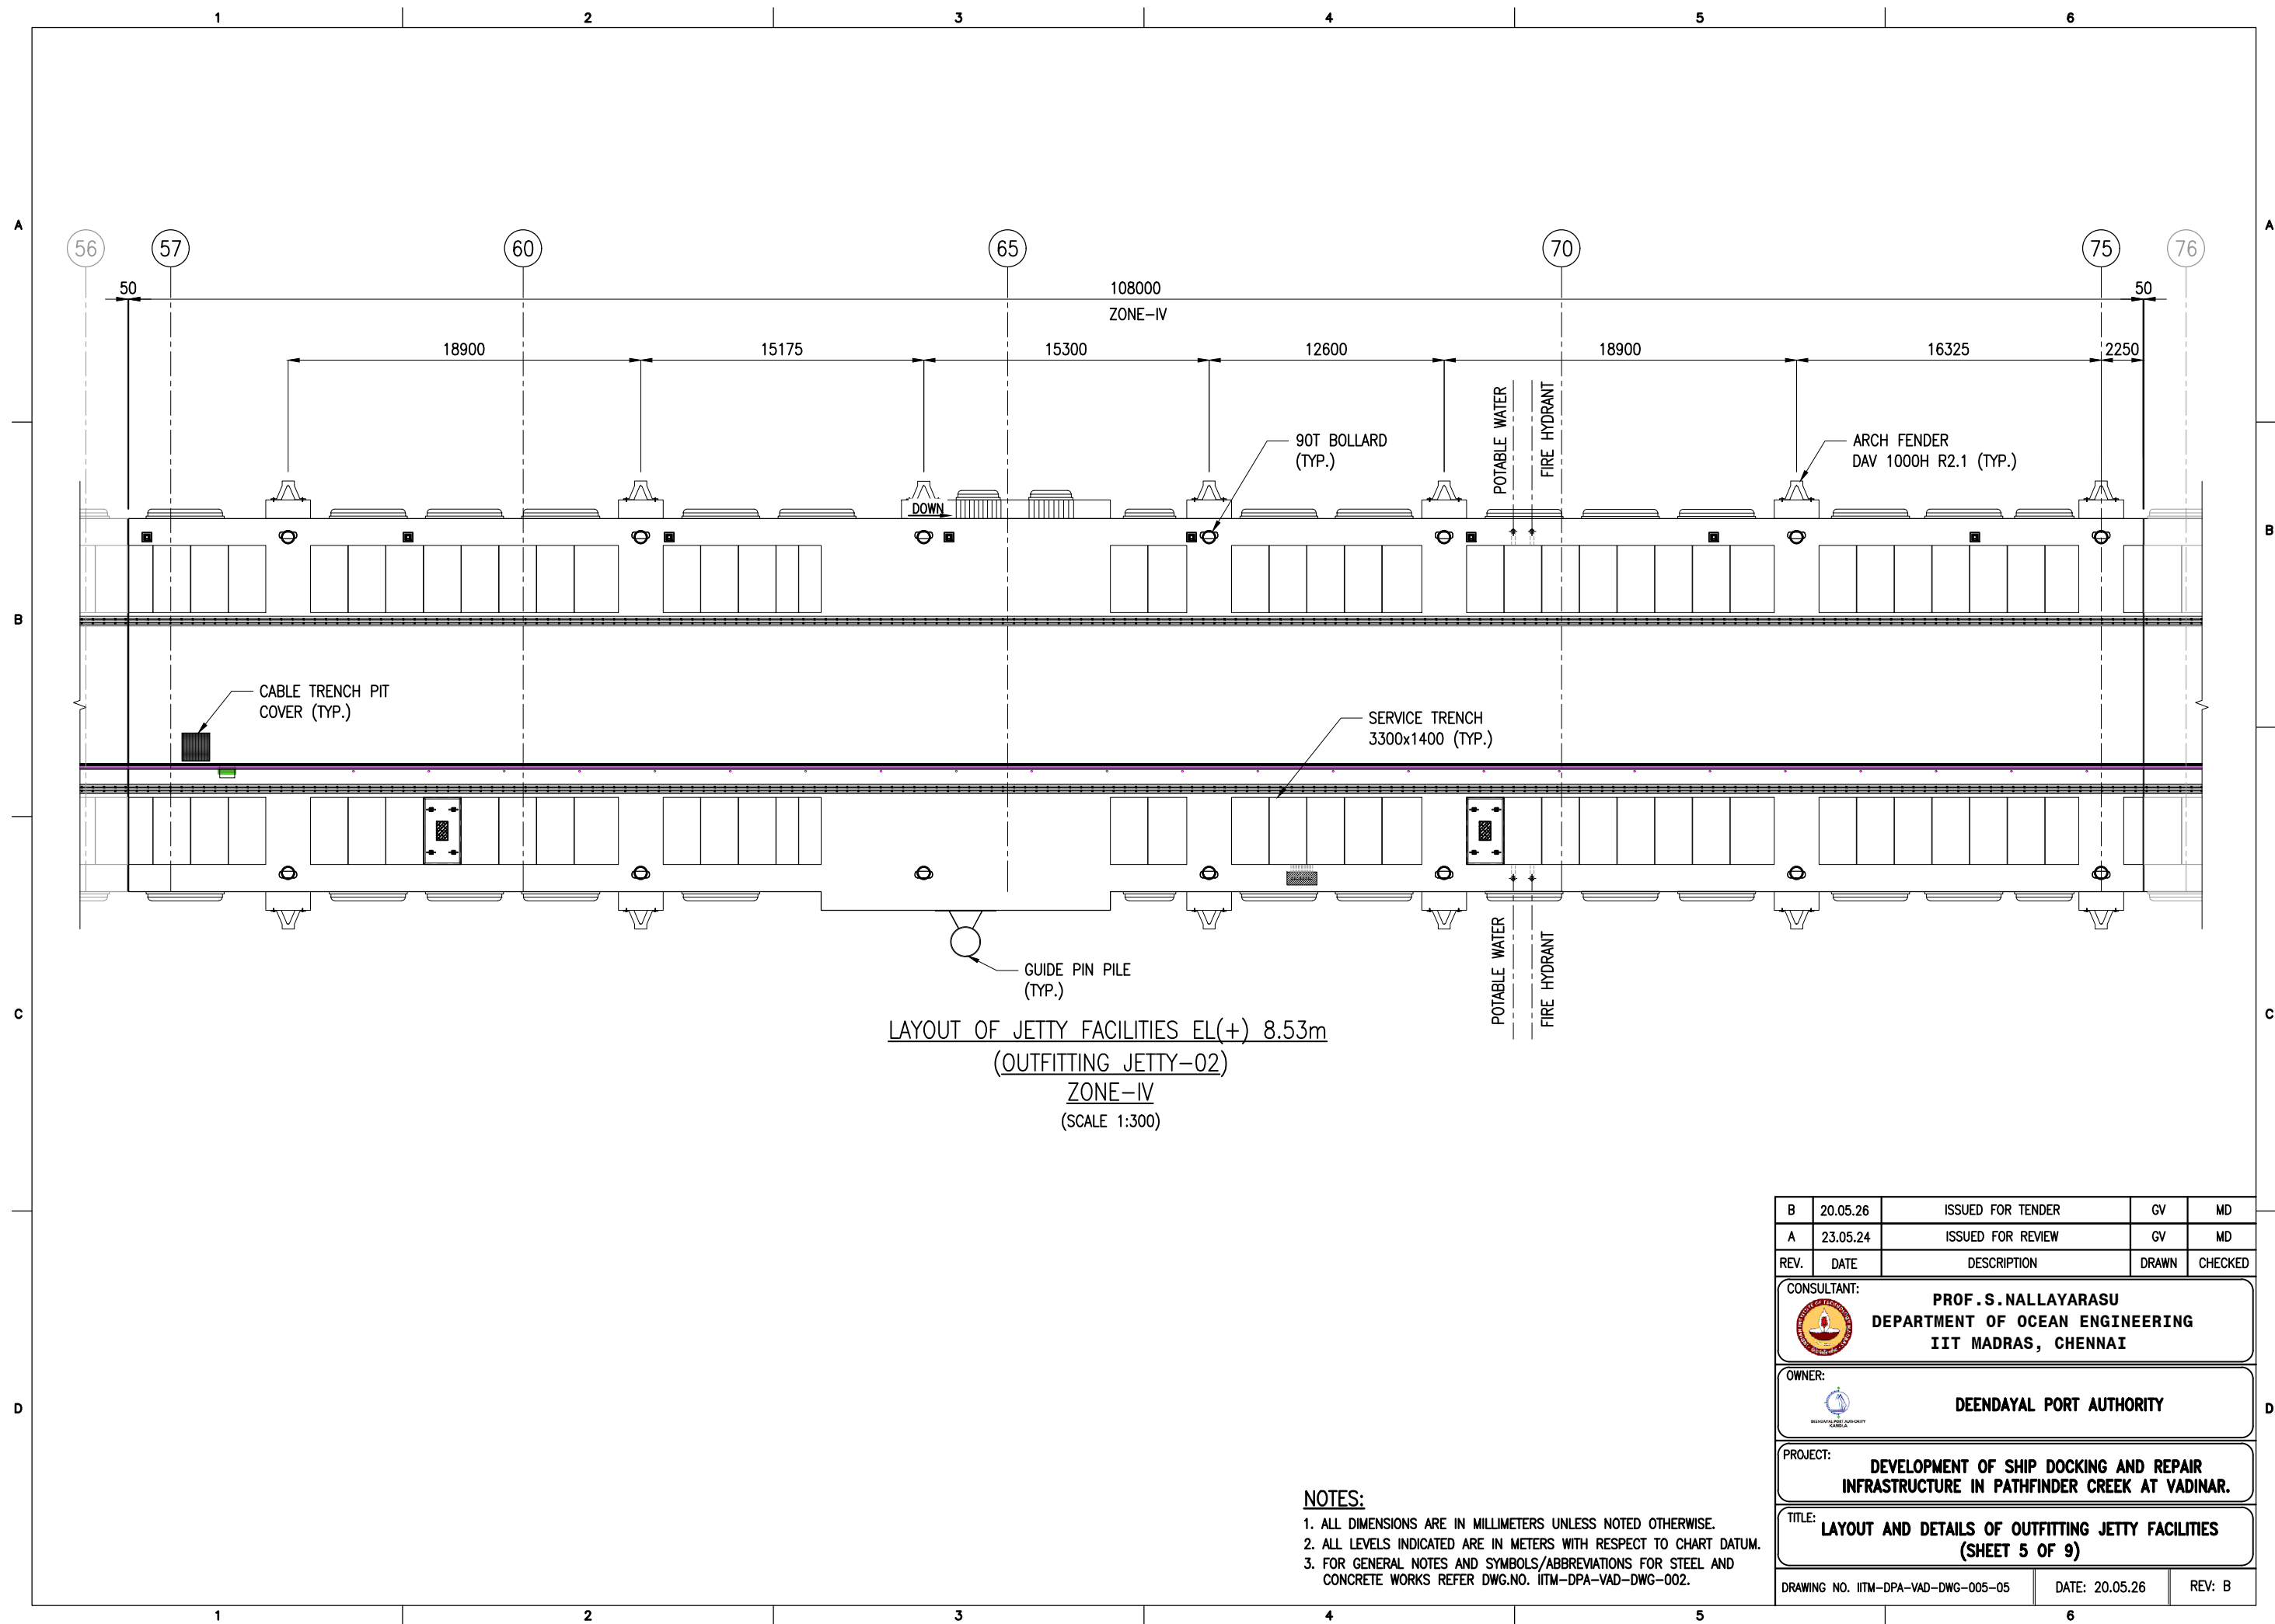 1 2 3 4 5 6
A A
56 57 60 65 70 75 76
50 108000 50
ZONE-IV
18900 15175 15300 12600 18900 16325 2250
POTABLE WATER
FIRE HYDRANT
90T BOLLARD
(TYP.)
ARCH FENDER
DAV 1000H R2.1 (TYP.)
DOWN
B
B
CABLE TRENCH PIT
COVER (TYP.)
SERVICE TRENCH
3300x1400 (TYP.)
POTABLE WATER
FIRE HYDRANT
GUIDE PIN PILE
(TYP.)
C C
LAYOUT OF JETTY FACILITIES EL(+) 8.53m
(OUTFITTING JETTY-02)
ZONE-IV
(SCALE 1:300)
B 20.05.26 ISSUED FOR TENDER GV MD
A 23.05.24 ISSUED FOR REVIEW GV MD
REV. DATE DESCRIPTION DRAWN CHECKED
CONSULTANT:
PROF.S.NALLAYARASU
DEPARTMENT OF OCEAN ENGINEERING
IIT MADRAS, CHENNAI
OWNER:
DEENDAYAL PORT AUTHORITY
KANDLA
DEENDAYAL PORT AUTHORITY
D D
PROJECT:
DEVELOPMENT OF SHIP DOCKING AND REPAIR
INFRASTRUCTURE IN PATHFINDER CREEK AT VADINAR.
TITLE:
LAYOUT AND DETAILS OF OUTFITTING JETTY FACILITIES
(SHEET 5 OF 9)
DRAWING NO. IITM-DPA-VAD-DWG-005-05 DATE: 20.05.26 REV: B
NOTES:
1. ALL DIMENSIONS ARE IN MILLIMETERS UNLESS NOTED OTHERWISE.
2. ALL LEVELS INDICATED ARE IN METERS WITH RESPECT TO CHART DATUM.
3. FOR GENERAL NOTES AND SYMBOLS/ABBREVIATIONS FOR STEEL AND
CONCRETE WORKS REFER DWG.NO. IITM-DPA-VAD-DWG-002.
1 2 3 4 5 6